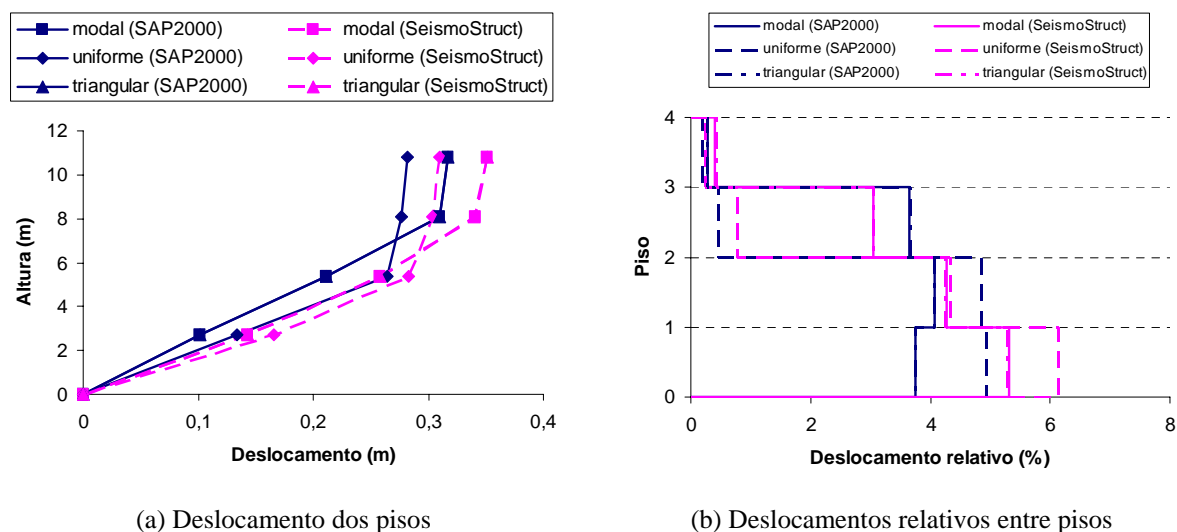 modal (SAP2000) modal (SeismoStruct)
uniforme (SAP2000) uniforme (SeismoStruct)
triangular (SAP2000) triangular (SeismoStruct)
12
10
8
6
4
2
0
Altura (m)
0 0,1 0,2 0,3 0,4
Deslocamento (m)
(a) Deslocamento dos pisos
modal (SAP2000) modal (SeismoStruct)
uniforme (SAP2000) uniforme (SeismoStruct)
triangular (SAP2000) triangular (SeismoStruct)
4
3
2
1
0
Piso
0 2 4 6 8
Deslocamento relativo (%)
(b) Deslocamentos relativos entre pisos